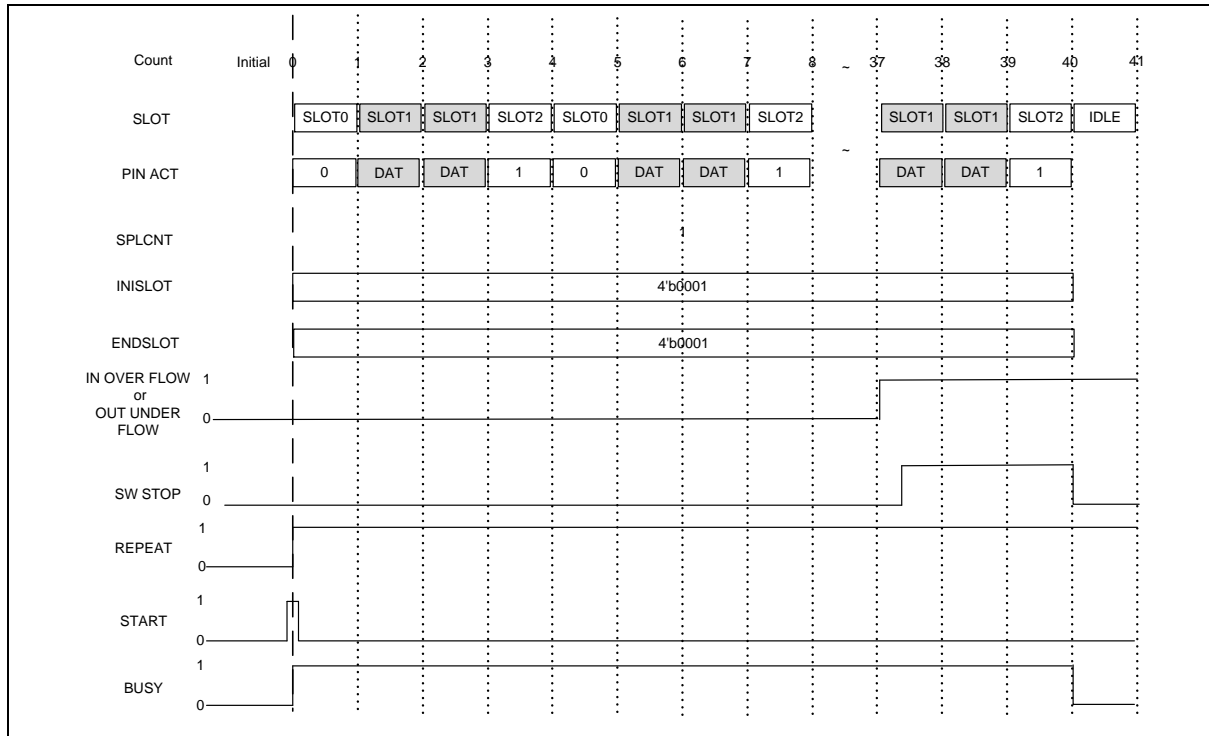 Count Initial 0 1 2 3 4 5 6 7 8 ~ 37 38 39 40 41
SLOT SLOT0 SLOT1 SLOT1 SLOT2 SLOT0 SLOT1 SLOT1 SLOT2 SLOT1 SLOT1 SLOT2 IDLE
~
PIN ACT 0 DAT DAT 1 0 DAT DAT 1 DAT DAT 1
SPLCNT 1
INISLOT 4'b0001
ENDSLOT 4'b0001
IN OVER FLOW 1
or
OUT UNDER 0
FLOW
1
SW STOP 0
1
REPEAT
0
1
START
0
1
BUSY
0